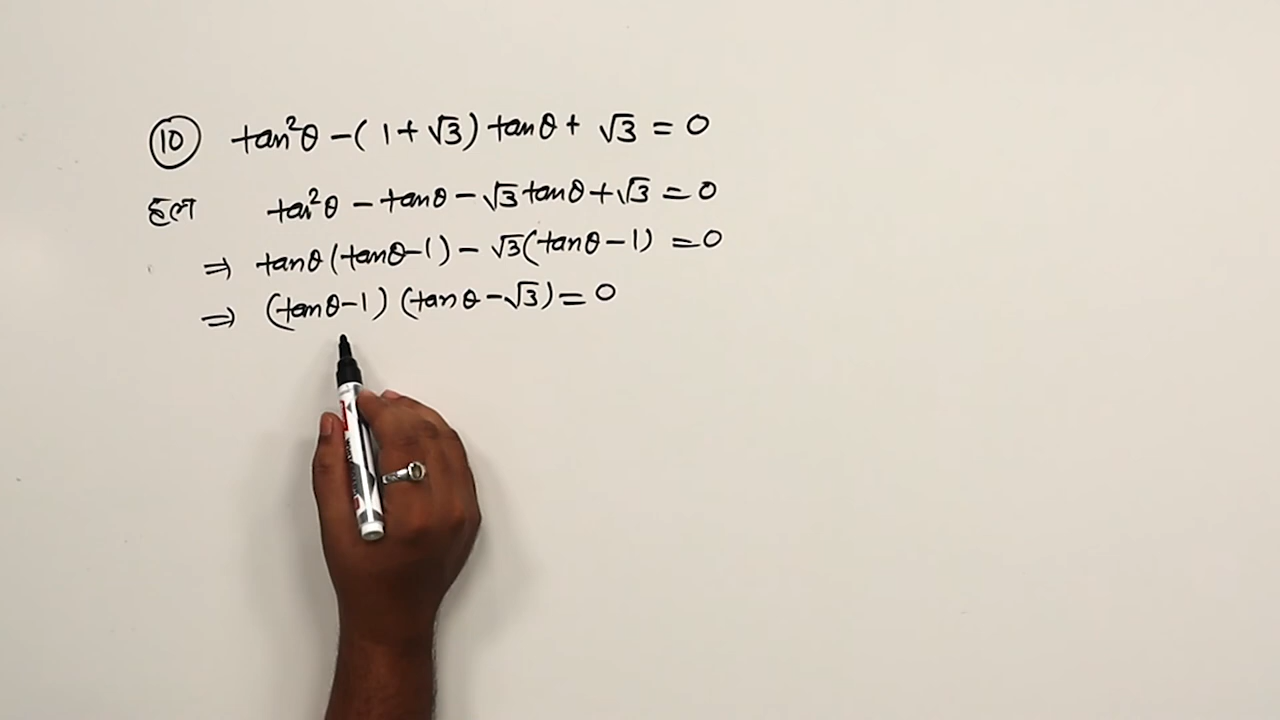 10 tan²θ - (1 + √3) tanθ + √3 = 0
हल tan²θ - tanθ - √3 tanθ + √3 = 0
⇒ tanθ (tanθ - 1) - √3 (tanθ - 1) = 0
⇒ (tanθ - 1) (tanθ - √3) = 0